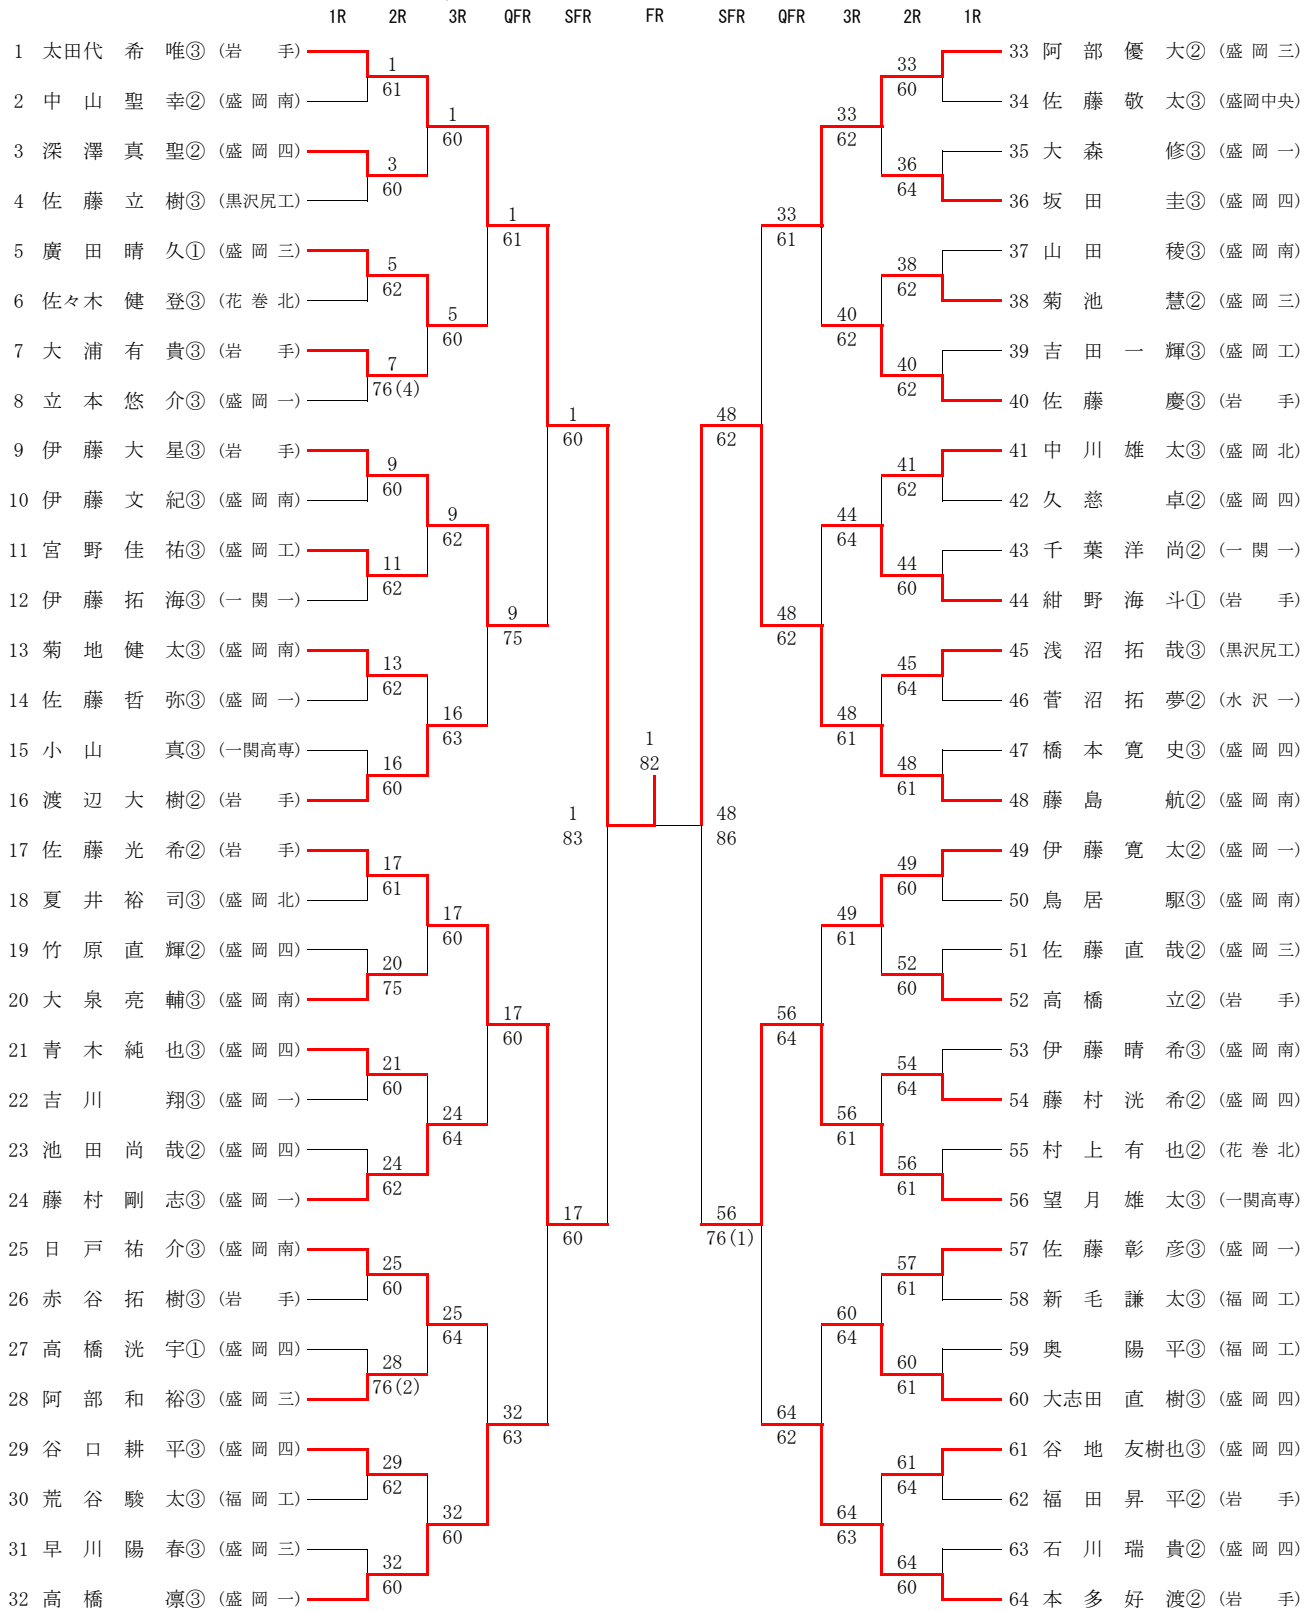 1R 2R 3R QFR SFR FR SFR QFR 3R 2R 1R
1 太田代 希 唯③ (岩 手) 33 阿 部 優 大② (盛 岡 三)
1 33
61 60
2 中 山 聖 幸② (盛 岡 南) 34 佐 藤 敬 太③ (盛岡中央)
1 33
60 62
3 深 澤 真 聖② (盛 岡 四) 35 大 森 修③ (盛 岡 一)
3 36
60 64
4 佐 藤 立 樹③ (黒沢尻工) 36 坂 田 圭③ (盛 岡 四)
1 33
61 61
5 廣 田 晴 久① (盛 岡 三) 37 山 田 稜③ (盛 岡 南)
5 38
62 62
6 佐々木 健 登③ (花 巻 北) 38 菊 池 慧② (盛 岡 三)
5 40
60 62
7 大 浦 有 貴③ (岩 手) 39 吉 田 一 輝③ (盛 岡 工)
7 40
76(4) 62
8 立 本 悠 介③ (盛 岡 一) 40 佐 藤 慶③ (岩 手)
1 48
60 62
9 伊 藤 大 星③ (岩 手) 41 中 川 雄 太③ (盛 岡 北)
9 41
60 62
10 伊 藤 文 紀③ (盛 岡 南) 42 久 慈 卓② (盛 岡 四)
9 44
62 64
11 宮 野 佳 祐③ (盛 岡 工) 43 千 葉 洋 尚② (一 関 一)
11 44
62 60
12 伊 藤 拓 海③ (一 関 一) 44 紺 野 海 斗① (岩 手)
9 48
75 62
13 菊 地 健 太③ (盛 岡 南) 45 浅 沼 拓 哉③ (黒沢尻工)
13 45
62 64
14 佐 藤 哲 弥③ (盛 岡 一) 46 菅 沼 拓 夢② (水 沢 一)
16 48
63 61
15 小 山 真③ (一関高専) 47 橋 本 寛 史③ (盛 岡 四)
1
82
16 48
60 61
16 渡 辺 大 樹② (岩 手) 48 藤 島 航② (盛 岡 南)
1 48
83 86
17 佐 藤 光 希② (岩 手) 49 伊 藤 寛 太② (盛 岡 一)
17 49
61 60
18 夏 井 裕 司③ (盛 岡 北) 50 鳥 居 駆③ (盛 岡 南)
17 49
60 61
19 竹 原 直 輝② (盛 岡 四) 51 佐 藤 直 哉② (盛 岡 三)
20 52
75 60
20 大 泉 亮 輔③ (盛 岡 南) 52 高 橋 立② (岩 手)
17 56
60 64
21 青 木 純 也③ (盛 岡 四) 53 伊 藤 晴 希③ (盛 岡 南)
21 54
60 64
22 吉 川 翔③ (盛 岡 一) 54 藤 村 洸 希② (盛 岡 四)
24 56
64 61
23 池 田 尚 哉② (盛 岡 四) 55 村 上 有 也② (花 巻 北)
24 56
62 61
24 藤 村 剛 志③ (盛 岡 一) 56 望 月 雄 太③ (一関高専)
17 56
60 76(1)
25 日 戸 祐 介③ (盛 岡 南) 57 佐 藤 彰 彦③ (盛 岡 一)
25 57
60 61
26 赤 谷 拓 樹③ (岩 手) 58 新 毛 謙 太③ (福 岡 工)
25 60
64 64
27 高 橋 洸 宇① (盛 岡 四) 59 奥 陽 平③ (福 岡 工)
28 60
76(2) 61
28 阿 部 和 裕③ (盛 岡 三) 60 大志田 直 樹③ (盛 岡 四)
32 64
63 62
29 谷 口 耕 平③ (盛 岡 四) 61 谷 地 友樹也③ (盛 岡 四)
29 61
62 64
30 荒 谷 駿 太③ (福 岡 工) 62 福 田 昇 平② (岩 手)
32 64
60 63
31 早 川 陽 春③ (盛 岡 三) 63 石 川 瑞 貴② (盛 岡 四)
32 64
60 60
32 高 橋 凛③ (盛 岡 一) 64 本 多 好 渡② (岩 手)